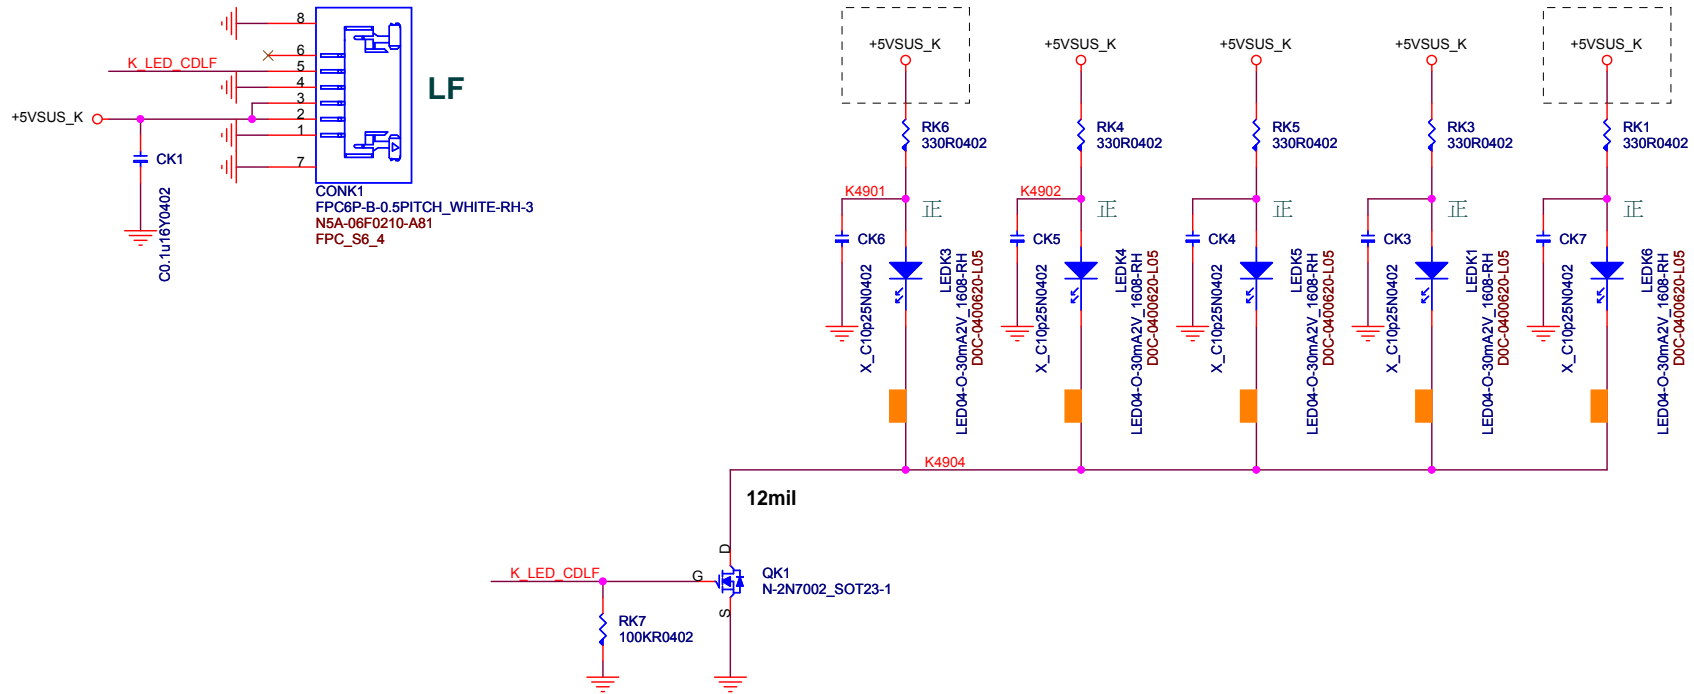 8
6
K_LED_CDLF
5
4
3
+5VSUS_K
2
1
CK1
7
C0.1u16Y0402
LF
CONK1
FPC6P-B-0.5PITCH_WHITE-RH-3
N5A-06F0210-A81
FPC_S6_4
+5VSUS_K
RK6
330R0402
K4901
正
CK6
X_C10p25N0402
LEDK3
LED04-O-30mA2V_1608-RH
D0C-0400620-L05
+5VSUS_K
RK4
330R0402
K4902
正
CK5
X_C10p25N0402
LEDK4
LED04-O-30mA2V_1608-RH
D0C-0400620-L05
+5VSUS_K
RK5
330R0402
正
CK4
X_C10p25N0402
LEDK5
LED04-O-30mA2V_1608-RH
D0C-0400620-L05
+5VSUS_K
RK3
330R0402
正
CK3
X_C10p25N0402
LEDK1
LED04-O-30mA2V_1608-RH
D0C-0400620-L05
+5VSUS_K
RK1
330R0402
正
CK7
X_C10p25N0402
LEDK6
LED04-O-30mA2V_1608-RH
D0C-0400620-L05
K4904
12mil
K_LED_CDLF
D
G
S
QK1
N-2N7002_SOT23-1
RK7
100KR0402